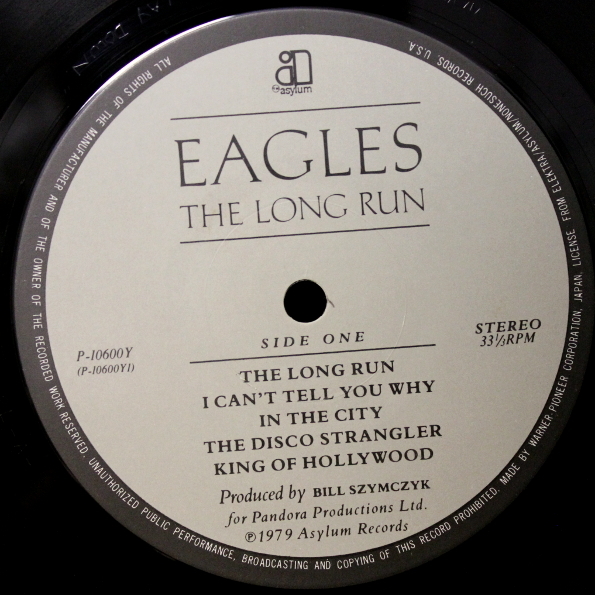 asylum
EAGLES
THE LONG RUN
SIDE ONE
P-10600Y
(P-10600Y1)
STEREO
33⅓RPM
THE LONG RUN
I CAN'T TELL YOU WHY
IN THE CITY
THE DISCO STRANGLER
KING OF HOLLYWOOD
Produced by BILL SZYMCZYK
for Pandora Productions Ltd.
℗1979 Asylum Records
ALL RIGHTS OF THE MANUFACTURER AND OF THE OWNER OF THE RECORDED WORK RESERVED. UNAUTHORIZED PUBLIC PERFORMANCE, BROADCASTING AND COPYING OF THIS RECORD PROHIBITED. MADE BY WARNER-PIONEER CORPORATION, JAPAN, LICENSE FROM ELEKTRA/ASYLUM/NONESUCH RECORDS, U.S.A.